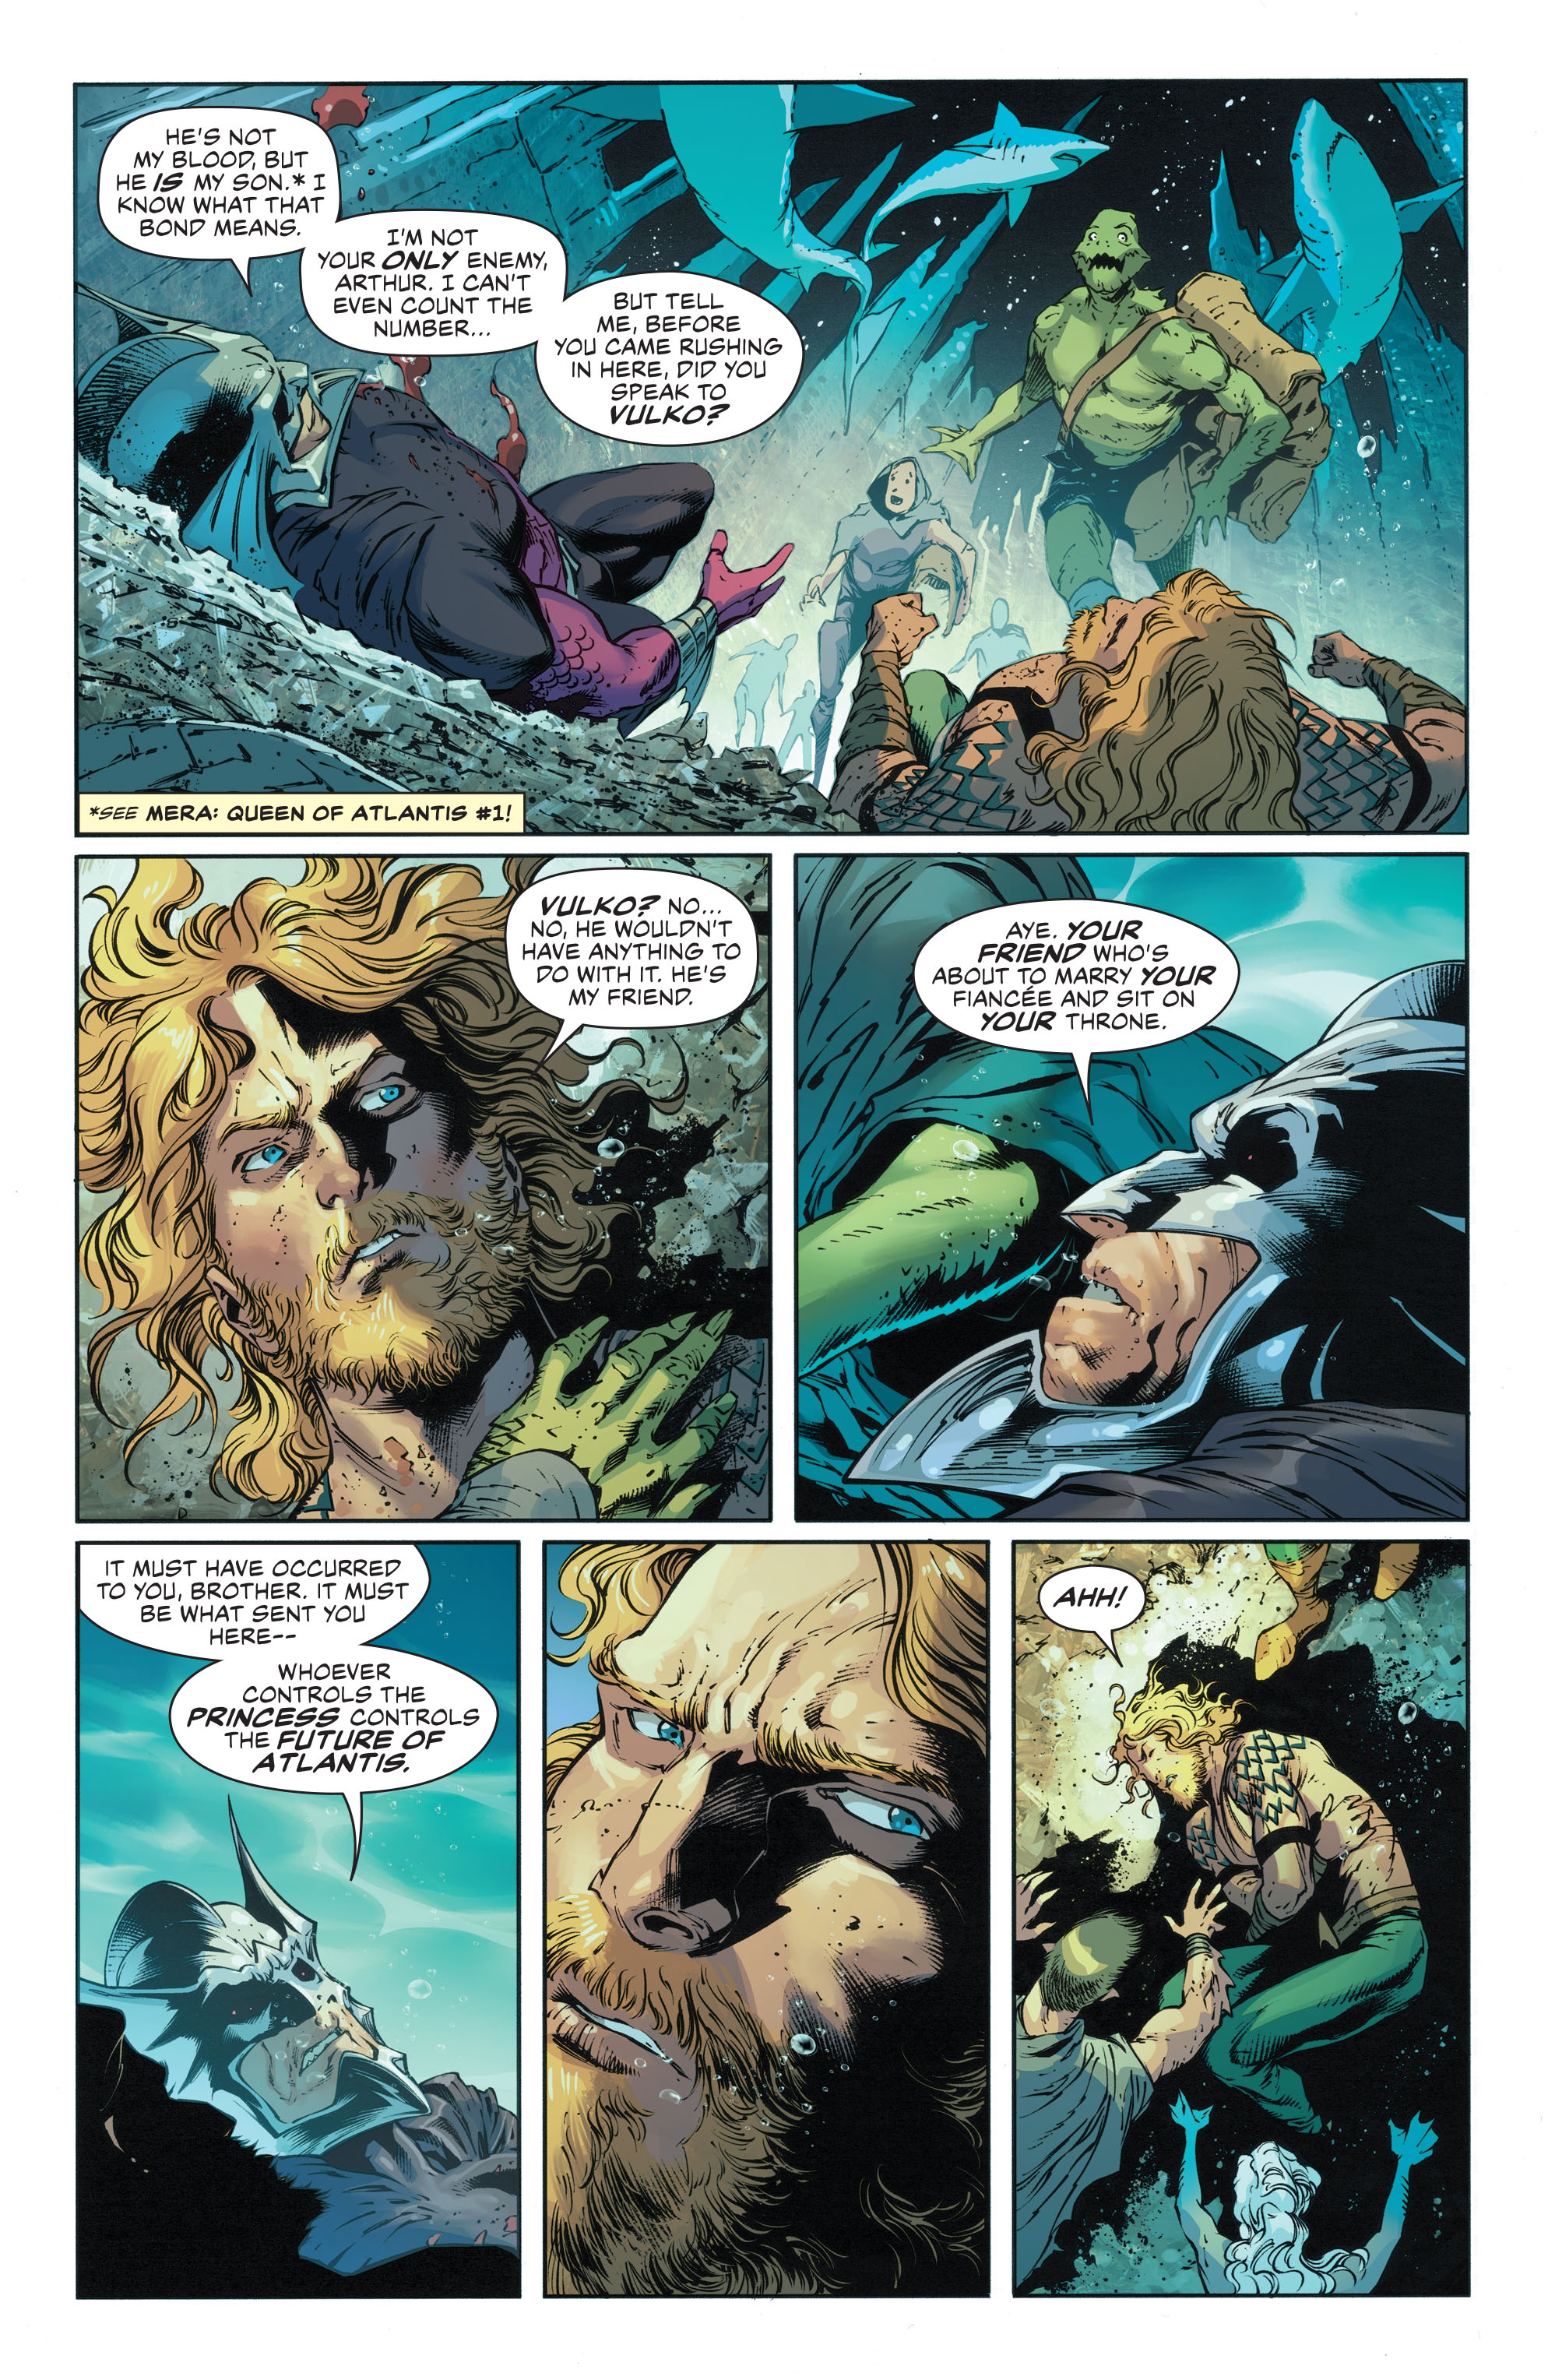 HE'S NOT
MY BLOOD, BUT
HE IS MY SON.* I
KNOW WHAT THAT
BOND MEANS.
I'M NOT
YOUR ONLY ENEMY,
ARTHUR. I CAN'T
EVEN COUNT THE
NUMBER...
BUT TELL
ME, BEFORE
YOU CAME RUSHING
IN HERE, DID YOU
SPEAK TO
VULKO?
*SEE MERA: QUEEN OF ATLANTIS #1!
VULKO? NO...
NO, HE WOULDN'T
HAVE ANYTHING TO
DO WITH IT. HE'S
MY FRIEND.
AYE. YOUR
FRIEND WHO'S
ABOUT TO MARRY YOUR
FIANCÉE AND SIT ON
YOUR THRONE.
IT MUST HAVE OCCURRED
TO YOU, BROTHER. IT MUST
BE WHAT SENT YOU
HERE--
WHOEVER
CONTROLS THE
PRINCESS CONTROLS
THE FUTURE OF
ATLANTIS.
AHH!